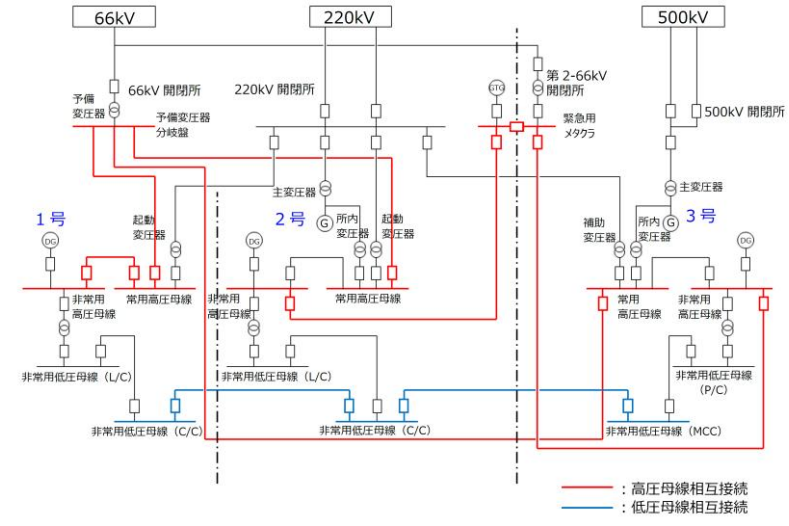 66kV
220kV
500kV
66kV 開閉所
予備
変圧器
予備変圧器
分岐盤
220kV 開閉所
GTG
第 2-66kV
開閉所
緊急用
メタクラ
500kV 開閉所
1号
起動
変圧器
DG
主変圧器
2号
G
所内
変圧器
起動
変圧器
DG
補助
変圧器
所内
変圧器
主変圧器
G
3号
DG
非常用
高圧母線
常用高圧母線
非常用
高圧母線
常用高圧母線
常用
高圧母線
非常用
高圧母線
非常用低圧母線（L/C）
非常用低圧母線（L/C）
非常用低圧母線
（P/C）
非常用低圧母線（C/C）
非常用低圧母線（C/C）
非常用低圧母線（MCC）
：高圧母線相互接続
：低圧母線相互接続